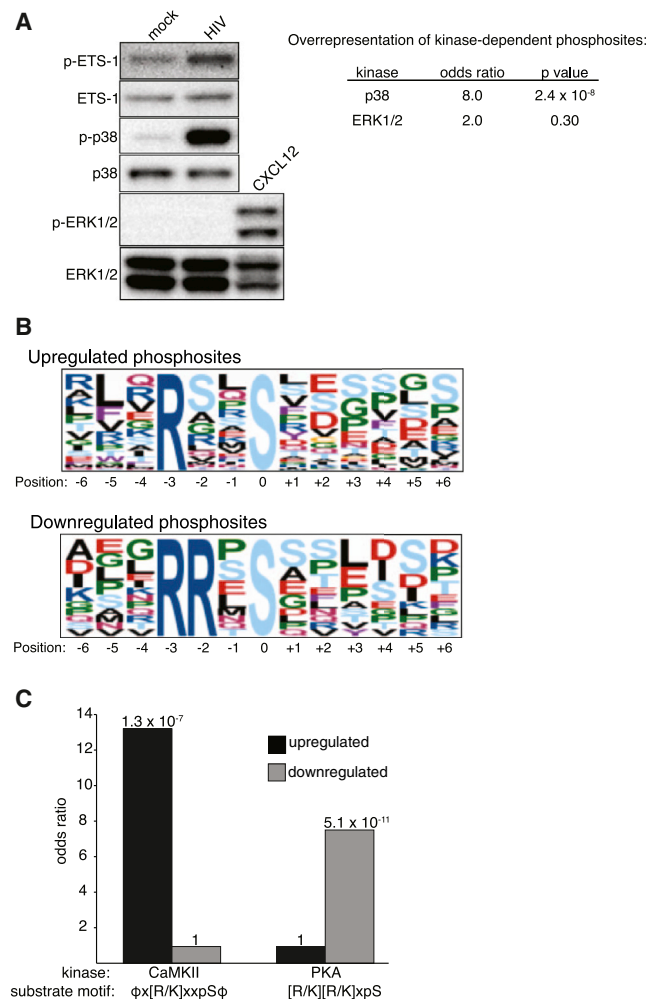 A
mock HIV
p-ETS-1
ETS-1
p-p38
p38
CXCL12
p-ERK1/2
ERK1/2
Overrepresentation of kinase-dependent phosphosites:
kinase odds ratio p value
p38 8.0 2.4 x 10⁻⁸
ERK1/2 2.0 0.30
B
Upregulated phosphosites
Position: -6 -5 -4 -3 -2 -1 0 +1 +2 +3 +4 +5 +6
Downregulated phosphosites
Position: -6 -5 -4 -3 -2 -1 0 +1 +2 +3 +4 +5 +6
C
14
12
10
8
6
4
2
odds ratio
1.3 x 10⁻⁷
1
1
5.1 x 10⁻¹¹
upregulated
downregulated
kinase: CaMKII PKA
substrate motif: ϕx[R/K]xxpSϕ [R/K][R/K]xpS